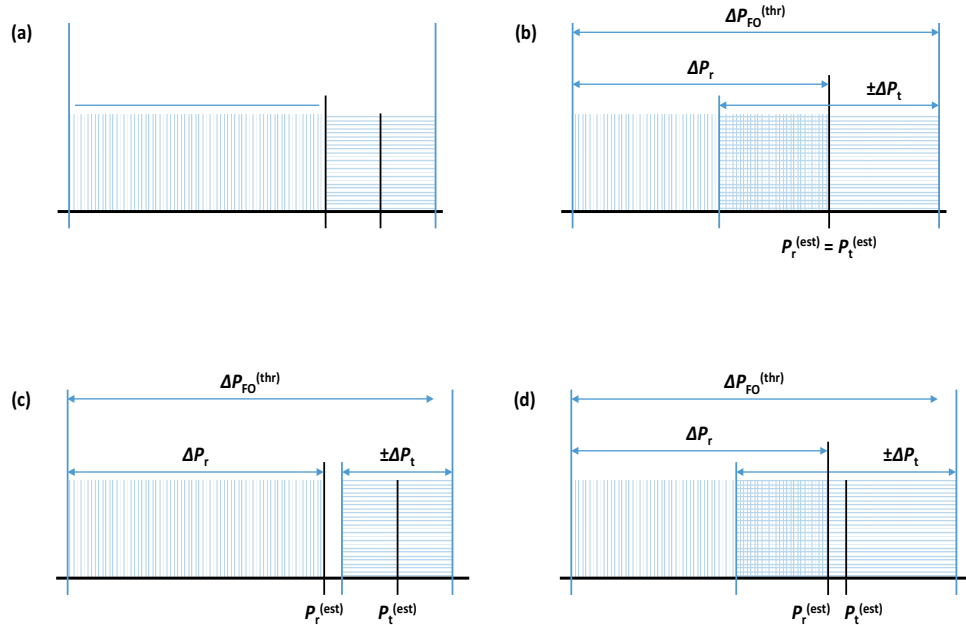 (a)
(b)
ΔP_FO^(thr)
ΔP_r
±ΔP_t
P_r^(est) = P_t^(est)
(c)
ΔP_FO^(thr)
ΔP_r
±ΔP_t
P_r^(est) P_t^(est)
(d)
ΔP_FO^(thr)
ΔP_r
±ΔP_t
P_r^(est) P_t^(est)